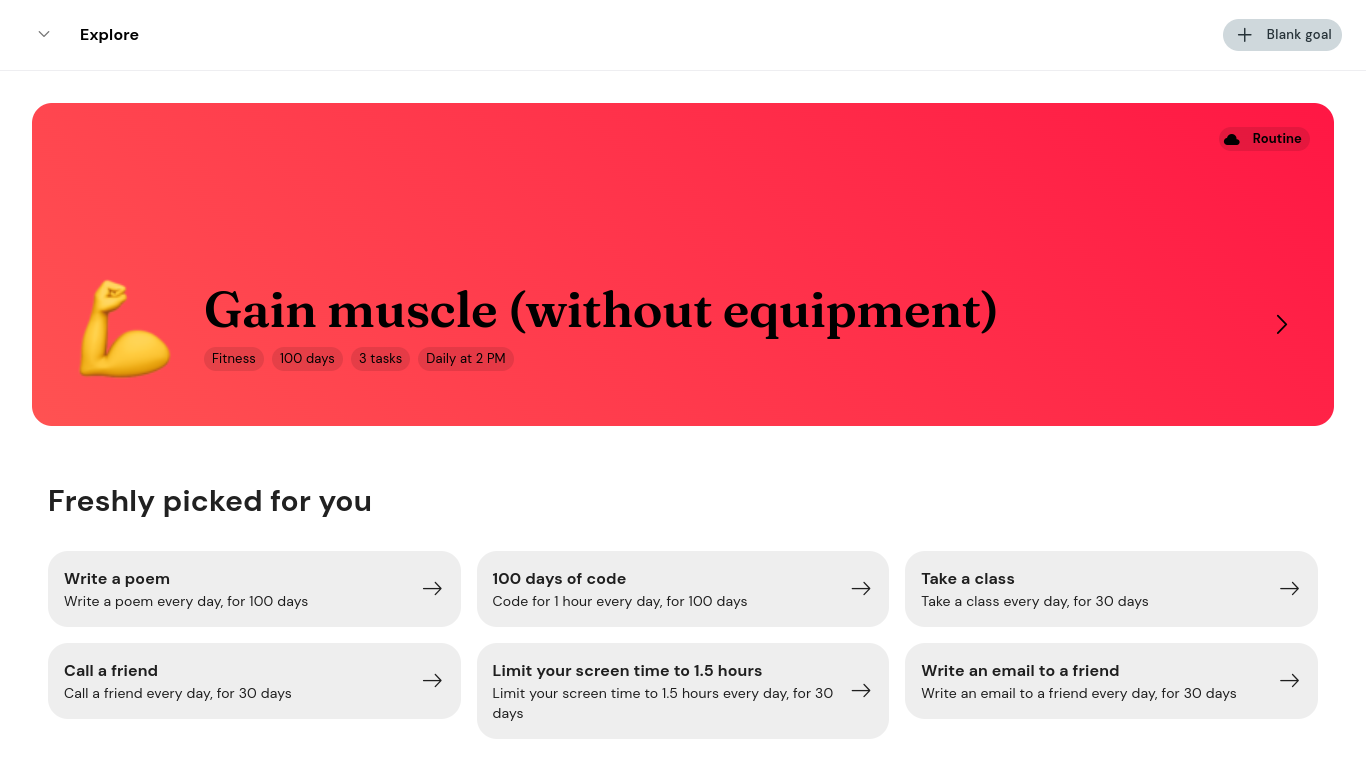 Explore
Blank goal
Routine
Gain muscle (without equipment)
Fitness
100 days
3 tasks
Daily at 2 PM
Freshly picked for you
Write a poem
Write a poem every day, for 100 days
100 days of code
Code for 1 hour every day, for 100 days
Take a class
Take a class every day, for 30 days
Call a friend
Call a friend every day, for 30 days
Limit your screen time to 1.5 hours
Limit your screen time to 1.5 hours every day, for 30
days
Write an email to a friend
Write an email to a friend every day, for 30 days